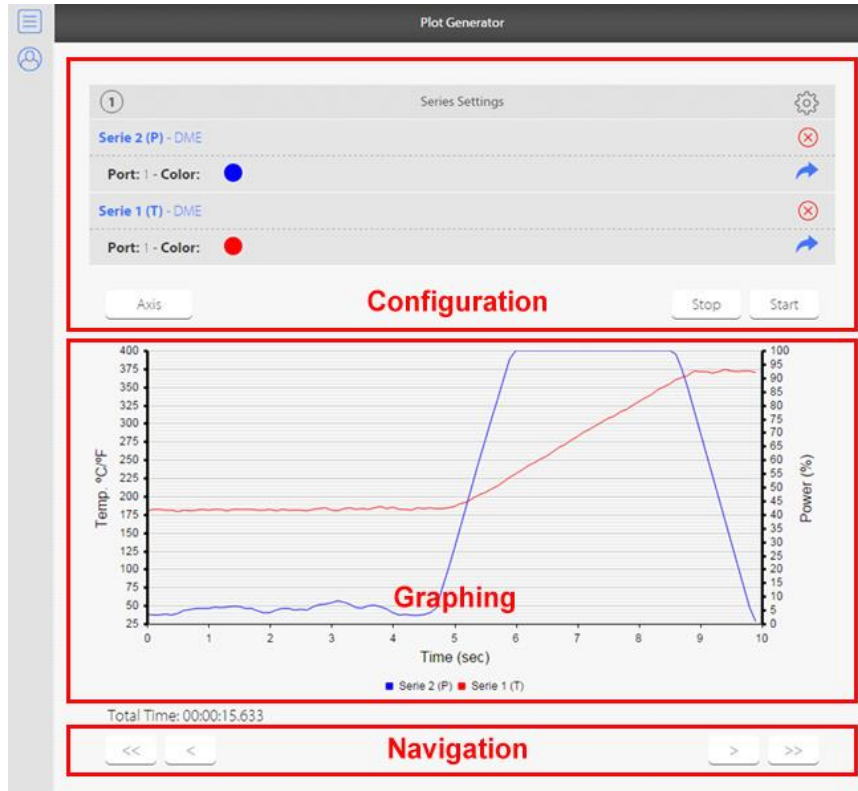 Plot Generator
1 Series Settings
Serie 2 (P) - DME
Port: 1 - Color:
Serie 1 (T) - DME
Port: 1 - Color:
Axis Configuration Stop Start
400 100
375 95
350 90
325 85
300 80
275 75
250 70
225 65
200 60
175 55
150 50
125 45
100 40
75 35
50 30
25 25
20
15
10
5
0
Temp. ºC/ºF
Power (%)
Graphing
0 1 2 3 4 5 6 7 8 9 10
Time (sec)
Serie 2 (P) Serie 1 (T)
Total Time: 00:00:15.633
<< < Navigation > >>